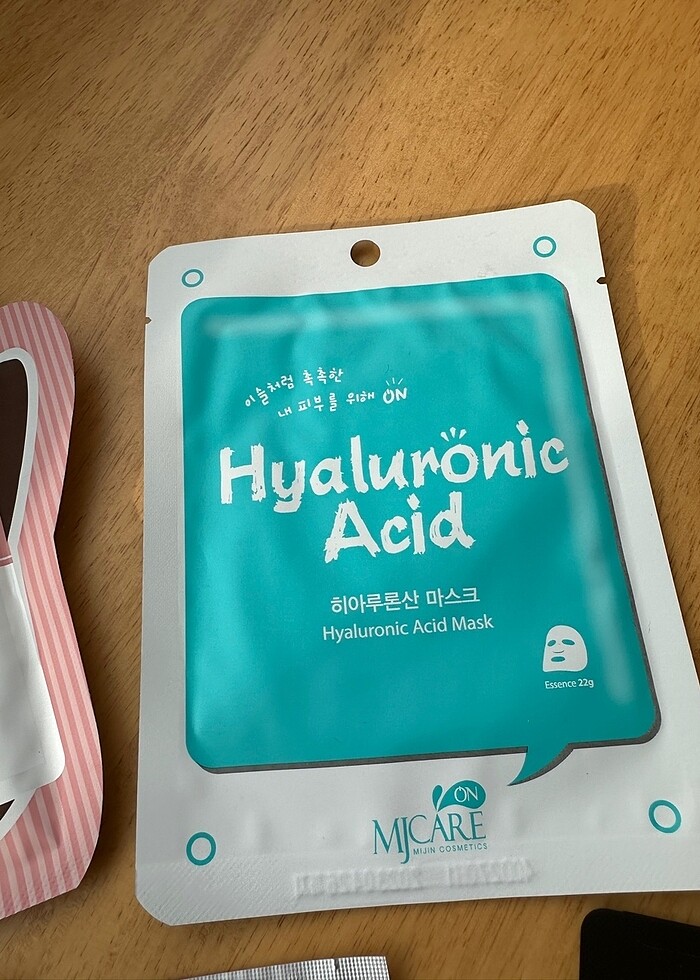 이슬처럼 촉촉한
내 피부를 위해 ON
Hyaluronic
Acid
히아루론산 마스크
Hyaluronic Acid Mask
Essence 22g
ON
MJCARE
MIJIN COSMETICS